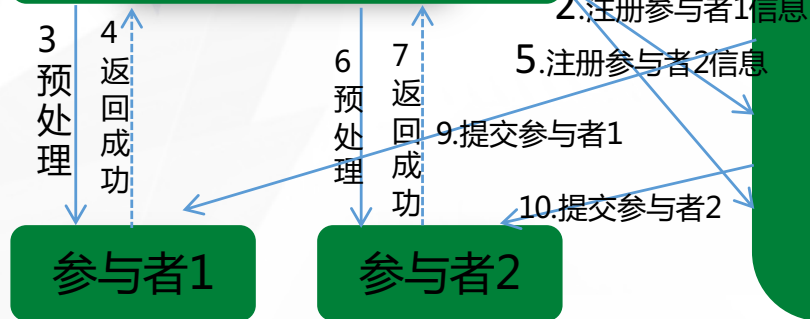 2.注册参与者1信息
3预处理
4返回成功
5.注册参与者2信息
6预处理
7返回成功
9.提交参与者1
10.提交参与者2
参与者1
参与者2